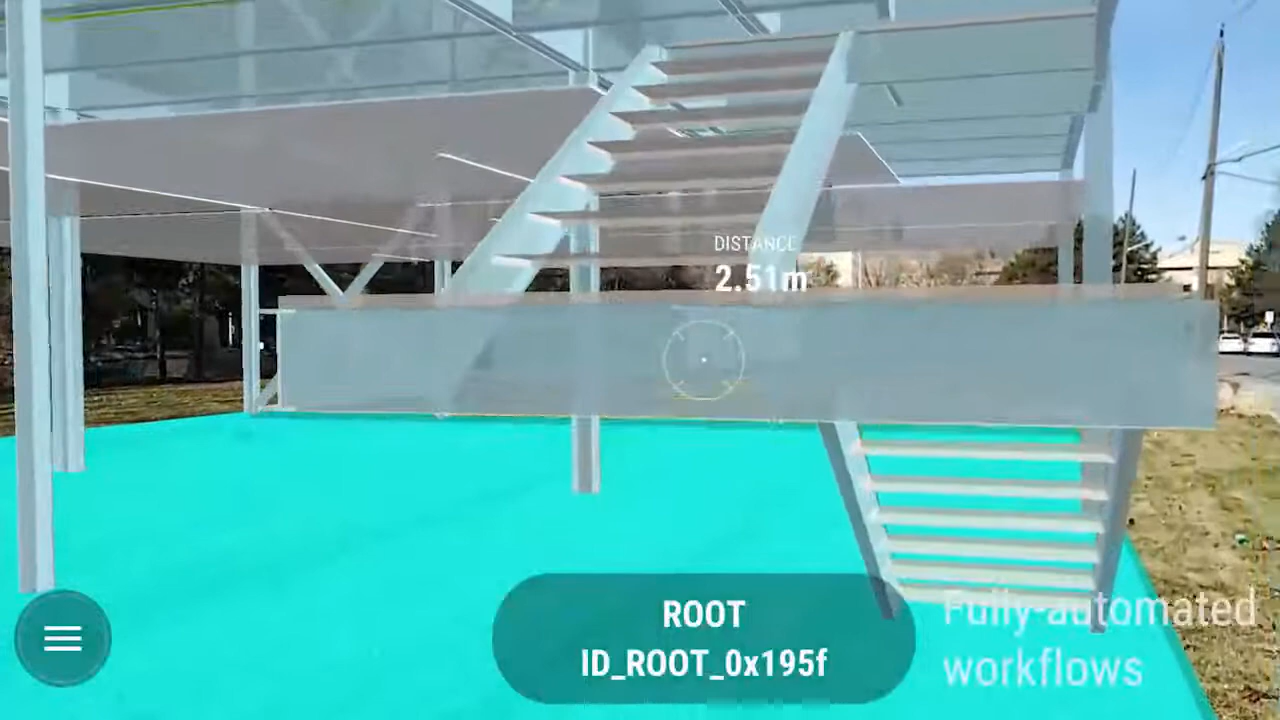 DISTANCE
2.51m
ROOT
ID_ROOT_0x195f
Fully-automated
workflows